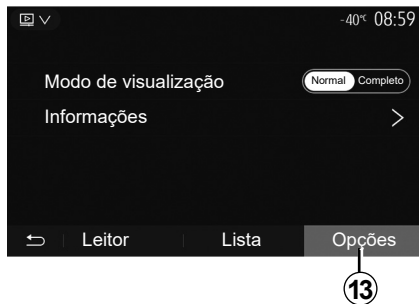 -40°C 08:59
Modo de visualização Normal Completo
Informações
Leitor Lista Opções
13